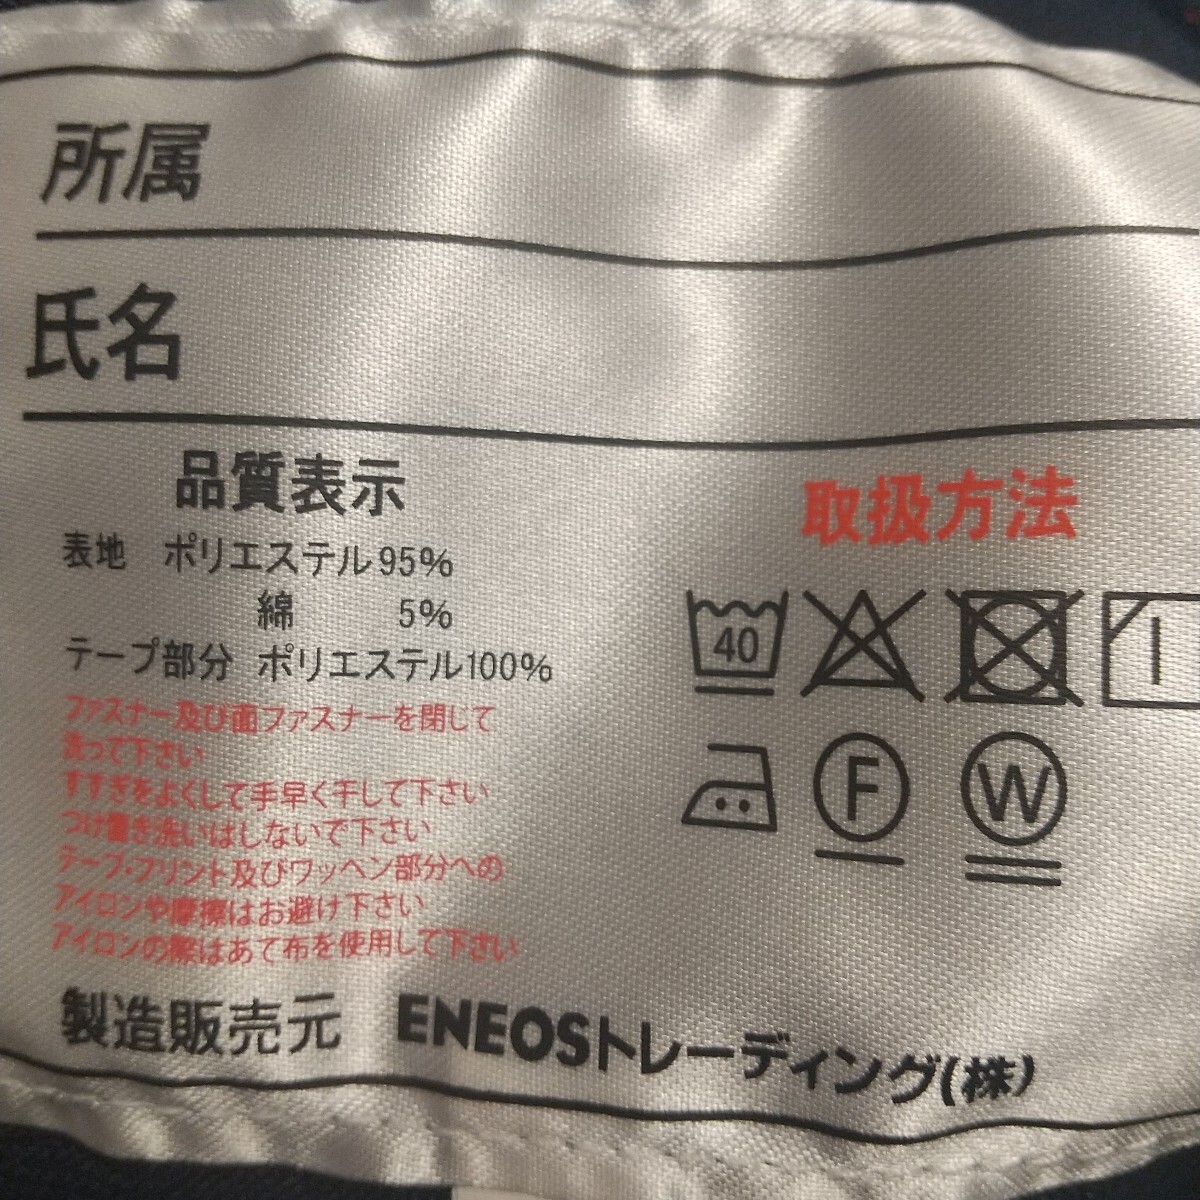 所属
氏名
品質表示
表地 ポリエステル95%
綿 5%
テープ部分 ポリエステル100%
ファスナー及び面ファスナーを閉じて
洗って下さい
すすぎをよくして手早く干して下さい
つけ置き洗いはしないで下さい
テープ・プリント及びワッペン部分への
アイロンや摩擦はお避け下さい
アイロンの際はあて布を使用して下さい
取扱方法
40
F
W
製造販売元 ENEOSトレーディング(株)